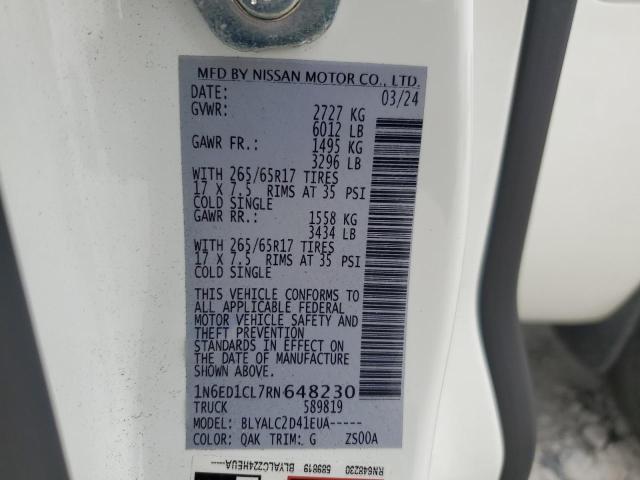 MFD BY NISSAN MOTOR CO., LTD.
DATE: 03/24
GVWR: 2727 KG
6012 LB
GAWR FR.: 1495 KG
3296 LB
WITH 265/65R17 TIRES
17 X 7.5 RIMS AT 35 PSI
COLD SINGLE
GAWR RR.: 1558 KG
3434 LB
WITH 265/65R17 TIRES
17 X 7.5 RIMS AT 35 PSI
COLD SINGLE
THIS VEHICLE CONFORMS TO
ALL APPLICABLE FEDERAL
MOTOR VEHICLE SAFETY AND
THEFT PREVENTION
STANDARDS IN EFFECT ON
THE DATE OF MANUFACTURE
SHOWN ABOVE.
1N6ED1CL7RN648230
TRUCK 589819
MODEL: BLYALC2D41EUA-----
COLOR: QAK TRIM: G ZS00A
RN648230 589819 BLYALCZZ4HEUA-----